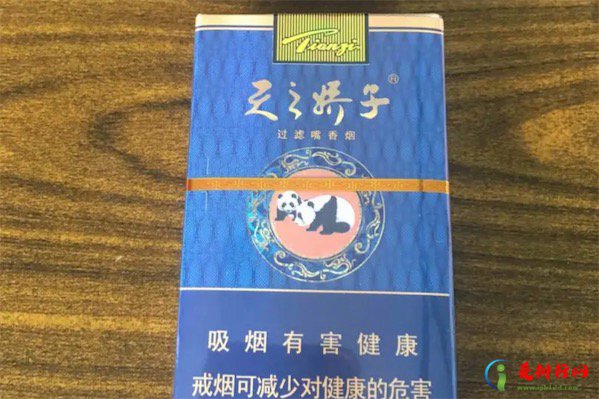 Tianzi
天之娇子®
过滤嘴香烟
吸烟有害健康
戒烟可减少对健康的危害